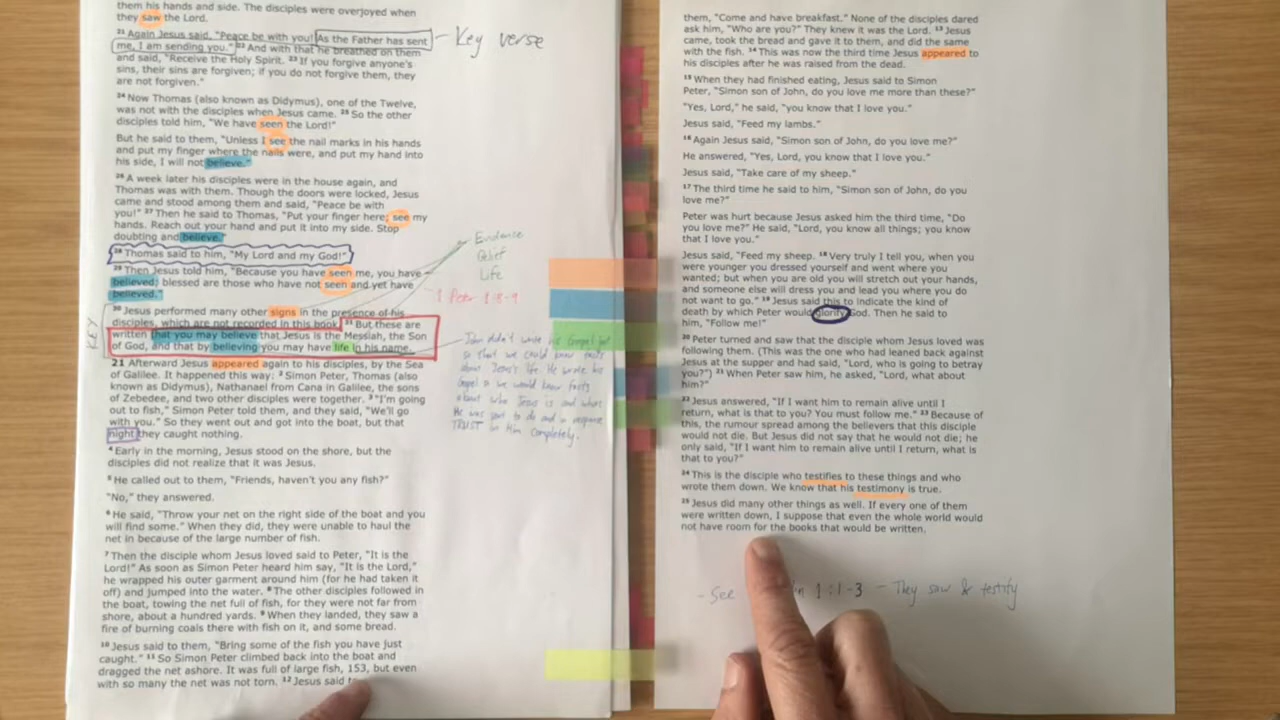 them his hands and side. The disciples were overjoyed when
they saw the Lord.
21 Again Jesus said, "Peace be with you! As the Father has sent
me, I am sending you." 22 And with that he breathed on them
and said, "Receive the Holy Spirit. 23 If you forgive anyone's
sins, their sins are forgiven; if you do not forgive them, they
are not forgiven."
Key verse
24 Now Thomas (also known as Didymus), one of the Twelve,
was not with the disciples when Jesus came. 25 So the other
disciples told him, "We have seen the Lord!"
But he said to them, "Unless I see the nail marks in his hands
and put my finger where the nails were, and put my hand into
his side, I will not believe."
26 A week later his disciples were in the house again, and
Thomas was with them. Though the doors were locked, Jesus
came and stood among them and said, "Peace be with
you!" 27 Then he said to Thomas, "Put your finger here; see my
hands. Reach out your hand and put it into my side. Stop
doubting and believe."
28 Thomas said to him, "My Lord and my God!"
29 Then Jesus told him, "Because you have seen me, you have
believed; blessed are those who have not seen and yet have
believed."
30 Jesus performed many other signs in the presence of his
disciples, which are not recorded in this book. 31 But these are
written that you may believe that Jesus is the Messiah, the Son
of God, and that by believing you may have life in his name.
KEY
Evidence
Belief
Life
1 Peter 1:8-9
John didn't write his Gospel just
so that we could know facts
about Jesus's life. He wrote his
Gospel so we would know facts
about who Jesus is and what
He was sent to do and in response
TRUST in Him completely.
21 Afterward Jesus appeared again to his disciples, by the Sea
of Galilee. It happened this way: 2 Simon Peter, Thomas (also
known as Didymus), Nathanael from Cana in Galilee, the sons
of Zebedee, and two other disciples were together. 3 "I'm going
out to fish," Simon Peter told them, and they said, "We'll go
with you." So they went out and got into the boat, but that
night they caught nothing.
4 Early in the morning, Jesus stood on the shore, but the
disciples did not realize that it was Jesus.
5 He called out to them, "Friends, haven't you any fish?"
"No," they answered.
6 He said, "Throw your net on the right side of the boat and you
will find some." When they did, they were unable to haul the
net in because of the large number of fish.
7 Then the disciple whom Jesus loved said to Peter, "It is the
Lord!" As soon as Simon Peter heard him say, "It is the Lord,"
he wrapped his outer garment around him (for he had taken it
off) and jumped into the water. 8 The other disciples followed in
the boat, towing the net full of fish, for they were not far from
shore, about a hundred yards. 9 When they landed, they saw a
fire of burning coals there with fish on it, and some bread.
10 Jesus said to them, "Bring some of the fish you have just
caught." 11 So Simon Peter climbed back into the boat and
dragged the net ashore. It was full of large fish, 153, but even
with so many the net was not torn. 12 Jesus said
them, "Come and have breakfast." None of the disciples dared
ask him, "Who are you?" They knew it was the Lord. 13 Jesus
came, took the bread and gave it to them, and did the same
with the fish. 14 This was now the third time Jesus appeared to
his disciples after he was raised from the dead.
15 When they had finished eating, Jesus said to Simon
Peter, "Simon son of John, do you love me more than these?"
"Yes, Lord," he said, "you know that I love you."
Jesus said, "Feed my lambs."
16 Again Jesus said, "Simon son of John, do you love me?"
He answered, "Yes, Lord, you know that I love you."
Jesus said, "Take care of my sheep."
17 The third time he said to him, "Simon son of John, do you
love me?"
Peter was hurt because Jesus asked him the third time, "Do
you love me?" He said, "Lord, you know all things; you know
that I love you."
Jesus said, "Feed my sheep. 18 Very truly I tell you, when you
were younger you dressed yourself and went where you
wanted; but when you are old you will stretch out your hands,
and someone else will dress you and lead you where you do
not want to go." 19 Jesus said this to indicate the kind of
death by which Peter would glorify God. Then he said to
him, "Follow me!"
20 Peter turned and saw that the disciple whom Jesus loved was
following them. (This was the one who had leaned back against
Jesus at the supper and had said, "Lord, who is going to betray
you?") 21 When Peter saw him, he asked, "Lord, what about
him?"
22 Jesus answered, "If I want him to remain alive until I
return, what is that to you? You must follow me." 23 Because of
this, the rumour spread among the believers that this disciple
would not die. But Jesus did not say that he would not die; he
only said, "If I want him to remain alive until I return, what is
that to you?"
24 This is the disciple who testifies to these things and who
wrote them down. We know that his testimony is true.
25 Jesus did many other things as well. If every one of them
were written down, I suppose that even the whole world would
not have room for the books that would be written.
- See 1:1-3 - They saw & testify